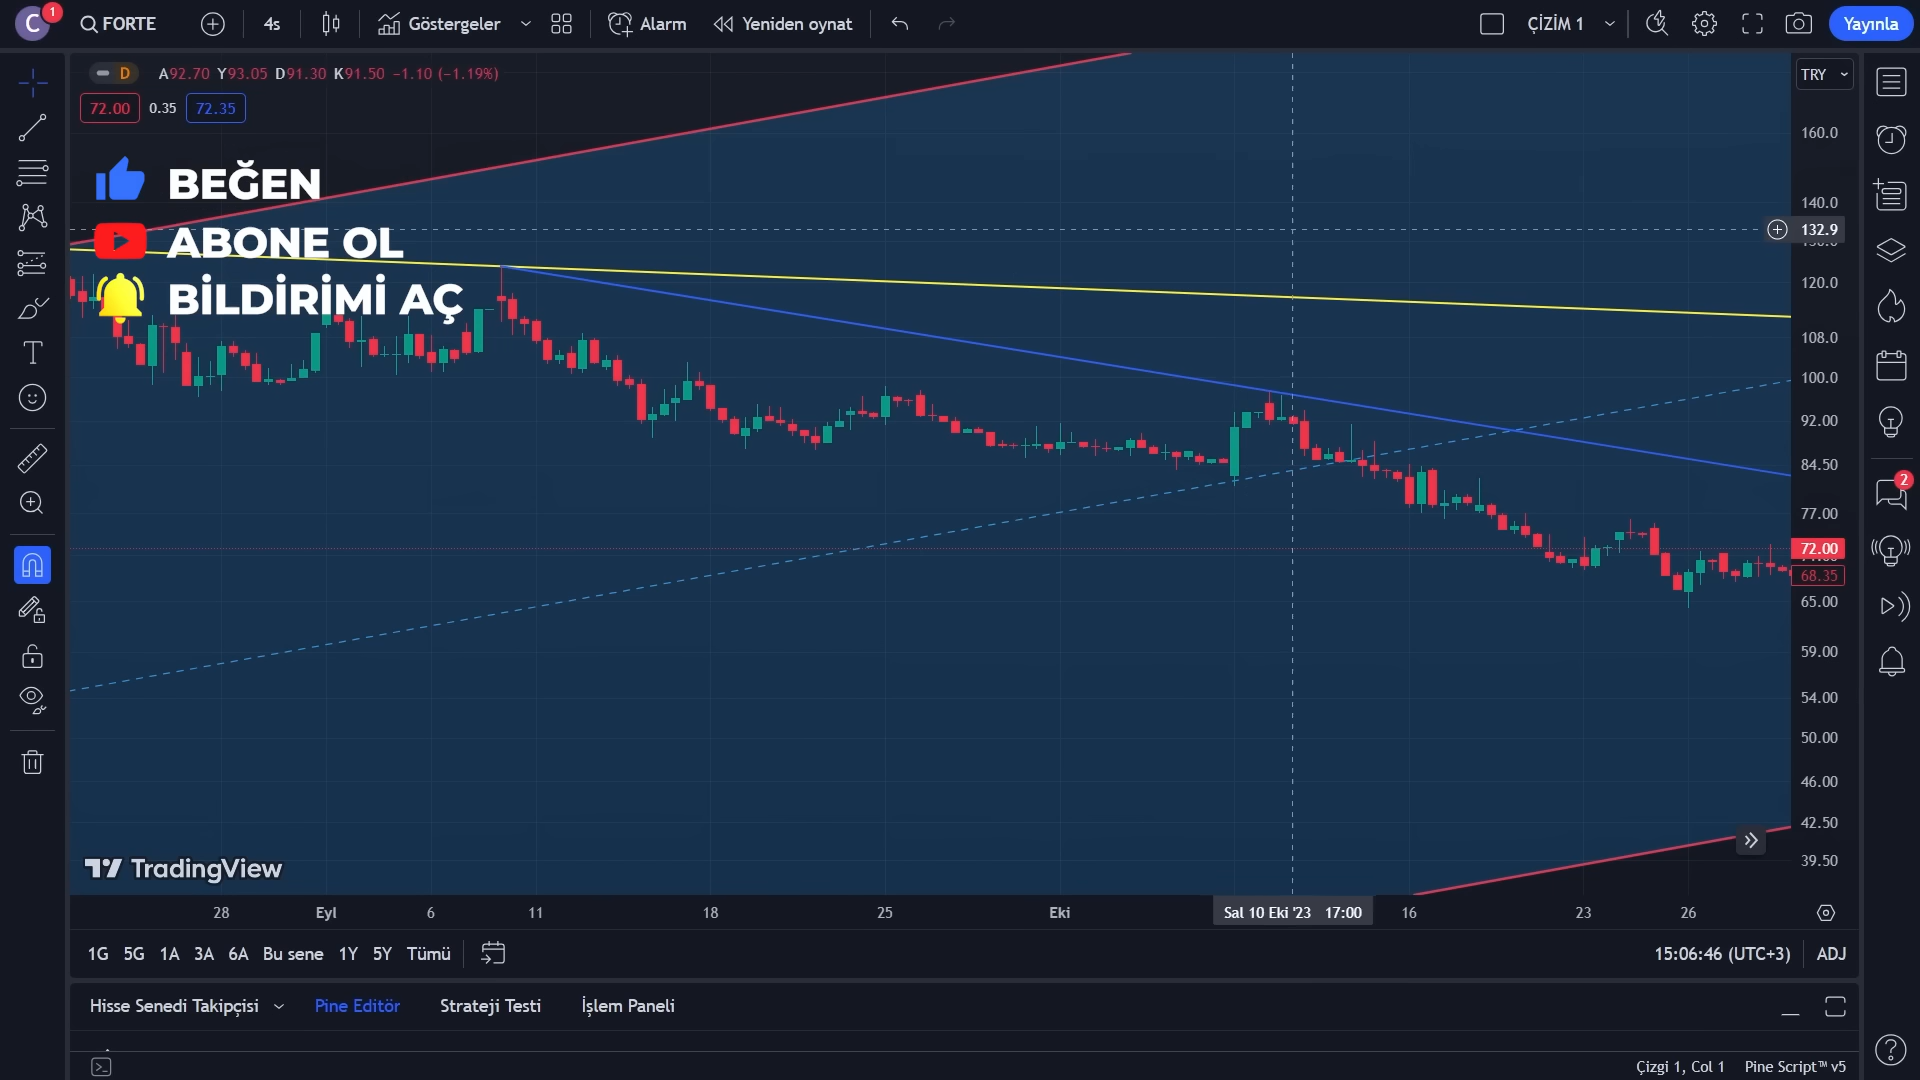 C 1 FORTE 4s Göstergeler Alarm Yeniden oynat ÇİZİM 1 Yayınla
D A92.70 Y93.05 D91.30 K91.50 −1.10 (−1.19%) TRY
72.00 0.35 72.35
160.0
BEĞEN
140.0
132.9
ABONE OL
BİLDİRİMİ AÇ
120.0
108.0
100.0
92.00
84.50
2
77.00
72.00
68.35
65.00
59.00
54.00
50.00
46.00
42.50
39.50
TradingView
28 Eyl 6 11 18 25 Eki Sal 10 Eki '23 17:00 16 23 26
1G 5G 1A 3A 6A Bu sene 1Y 5Y Tümü 15:06:46 (UTC+3) ADJ
Hisse Senedi Takipçisi Pine Editör Strateji Testi İşlem Paneli
Çizgi 1, Col 1 Pine Script™ v5